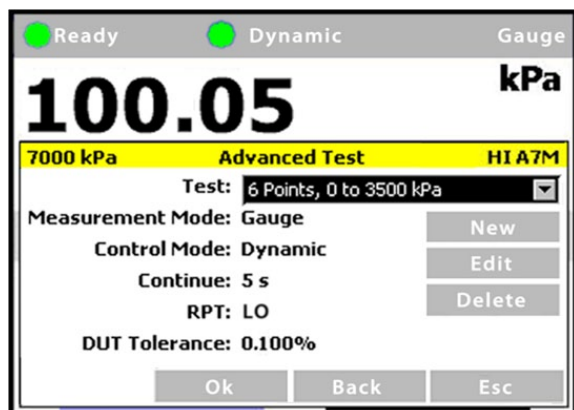 Ready Dynamic Gauge
100.05 kPa
7000 kPa Advanced Test HI A7M
Test: 6 Points, 0 to 3500 kPa
Measurement Mode: Gauge
New
Control Mode: Dynamic
Edit
Continue: 5 s
Delete
RPT: LO
DUT Tolerance: 0.100%
Ok Back Esc